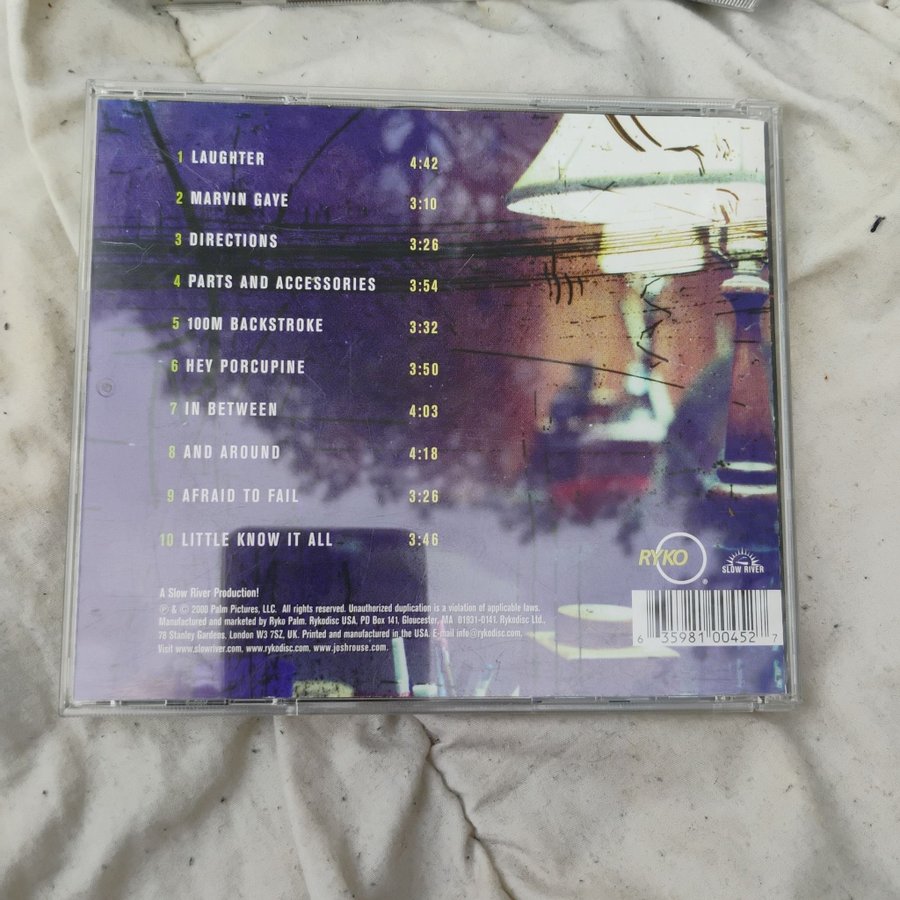 1 LAUGHTER 4:42
2 MARVIN GAYE 3:10
3 DIRECTIONS 3:26
4 PARTS AND ACCESSORIES 3:54
5 100M BACKSTROKE 3:32
6 HEY PORCUPINE 3:50
7 IN BETWEEN 4:03
8 AND AROUND 4:18
9 AFRAID TO FAIL 3:26
10 LITTLE KNOW IT ALL 3:46
RYKO
®
SLOW RIVER
A Slow River Production!
℗ & © 2000 Palm Pictures, LLC. All rights reserved. Unauthorized duplication is a violation of applicable laws.
Manufactured and marketed by Ryko Palm. Rykodisc USA, PO Box 141, Gloucester, MA 01931-0141. Rykodisc Ltd.,
78 Stanley Gardens, London W3 7SZ, UK. Printed and manufactured in the USA. E-mail info@rykodisc.com,
Visit www.slowriver.com, www.rykodisc.com, www.joshrouse.com.
6 35981 00452 7